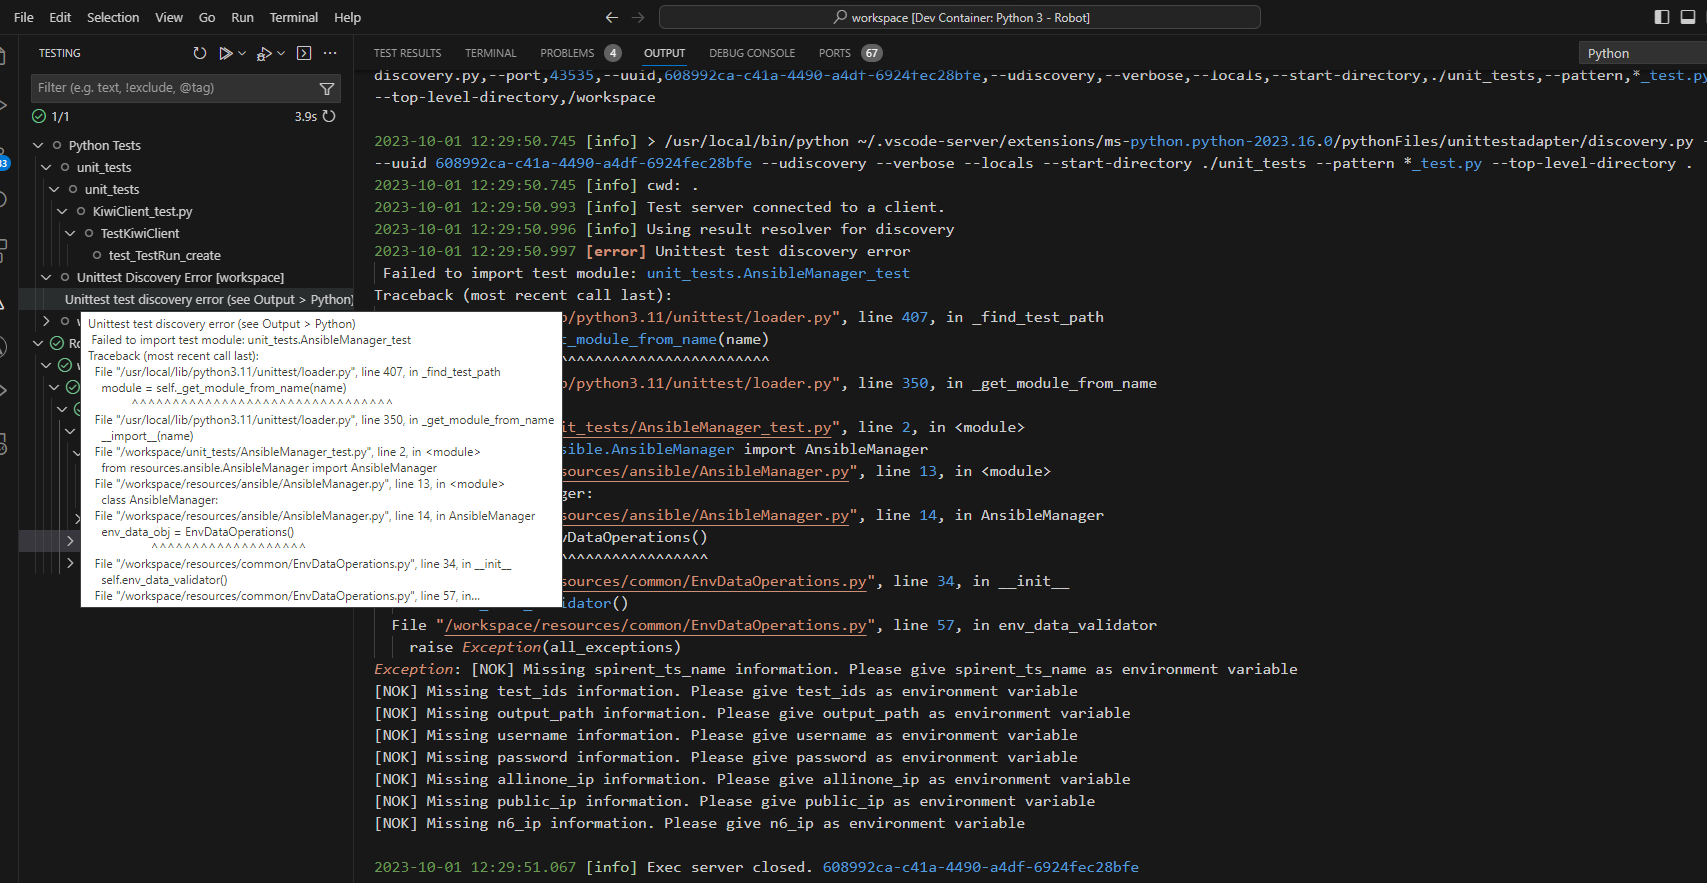 File Edit Selection View Go Run Terminal Help
workspace [Dev Container: Python 3 - Robot]
TESTING
TEST RESULTS TERMINAL PROBLEMS 4 OUTPUT DEBUG CONSOLE PORTS 67
Python
Filter (e.g. text, !exclude, @tag)
1/1
3.9s
33
Python Tests
unit_tests
unit_tests
KiwiClient_test.py
TestKiwiClient
test_TestRun_create
Unittest Discovery Error [workspace]
Unittest test discovery error (see Output > Python)
Unittest test discovery error (see Output > Python)
Failed to import test module: unit_tests.AnsibleManager_test
Traceback (most recent call last):
File "/usr/local/lib/python3.11/unittest/loader.py", line 407, in _find_test_path
module = self._get_module_from_name(name)
^^^^^^^^^^^^^^^^^^^^^^^^^^^^^^^^
File "/usr/local/lib/python3.11/unittest/loader.py", line 350, in _get_module_from_name
__import__(name)
File "/workspace/unit_tests/AnsibleManager_test.py", line 2, in <module>
from resources.ansible.AnsibleManager import AnsibleManager
File "/workspace/resources/ansible/AnsibleManager.py", line 13, in <module>
class AnsibleManager:
File "/workspace/resources/ansible/AnsibleManager.py", line 14, in AnsibleManager
env_data_obj = EnvDataOperations()
^^^^^^^^^^^^^^^^^^^
File "/workspace/resources/common/EnvDataOperations.py", line 34, in __init__
self.env_data_validator()
File "/workspace/resources/common/EnvDataOperations.py", line 57, in...
discovery.py,--port,43535,--uuid,608992ca-c41a-4490-a4df-6924fec28bfe,--udiscovery,--verbose,--locals,--start-directory,./unit_tests,--pattern,*_test.py
--top-level-directory,/workspace
2023-10-01 12:29:50.745 [info] > /usr/local/bin/python ~/.vscode-server/extensions/ms-python.python-2023.16.0/pythonFiles/unittestadapter/discovery.py -
--uuid 608992ca-c41a-4490-a4df-6924fec28bfe --udiscovery --verbose --locals --start-directory ./unit_tests --pattern *_test.py --top-level-directory .
2023-10-01 12:29:50.745 [info] cwd: .
2023-10-01 12:29:50.993 [info] Test server connected to a client.
2023-10-01 12:29:50.996 [info] Using result resolver for discovery
2023-10-01 12:29:50.997 [error] Unittest test discovery error
Failed to import test module: unit_tests.AnsibleManager_test
Traceback (most recent call last):
b/python3.11/unittest/loader.py", line 407, in _find_test_path
t_module_from_name(name)
^^^^^^^^^^^^^^^^^^^^^^^^
b/python3.11/unittest/loader.py", line 350, in _get_module_from_name
it_tests/AnsibleManager_test.py", line 2, in <module>
sible.AnsibleManager import AnsibleManager
sources/ansible/AnsibleManager.py", line 13, in <module>
ger:
sources/ansible/AnsibleManager.py", line 14, in AnsibleManager
vDataOperations()
^^^^^^^^^^^^^^^^^
sources/common/EnvDataOperations.py", line 34, in __init__
idator()
File "/workspace/resources/common/EnvDataOperations.py", line 57, in env_data_validator
raise Exception(all_exceptions)
Exception: [NOK] Missing spirent_ts_name information. Please give spirent_ts_name as environment variable
[NOK] Missing test_ids information. Please give test_ids as environment variable
[NOK] Missing output_path information. Please give output_path as environment variable
[NOK] Missing username information. Please give username as environment variable
[NOK] Missing password information. Please give password as environment variable
[NOK] Missing allinone_ip information. Please give allinone_ip as environment variable
[NOK] Missing public_ip information. Please give public_ip as environment variable
[NOK] Missing n6_ip information. Please give n6_ip as environment variable
2023-10-01 12:29:51.067 [info] Exec server closed. 608992ca-c41a-4490-a4df-6924fec28bfe